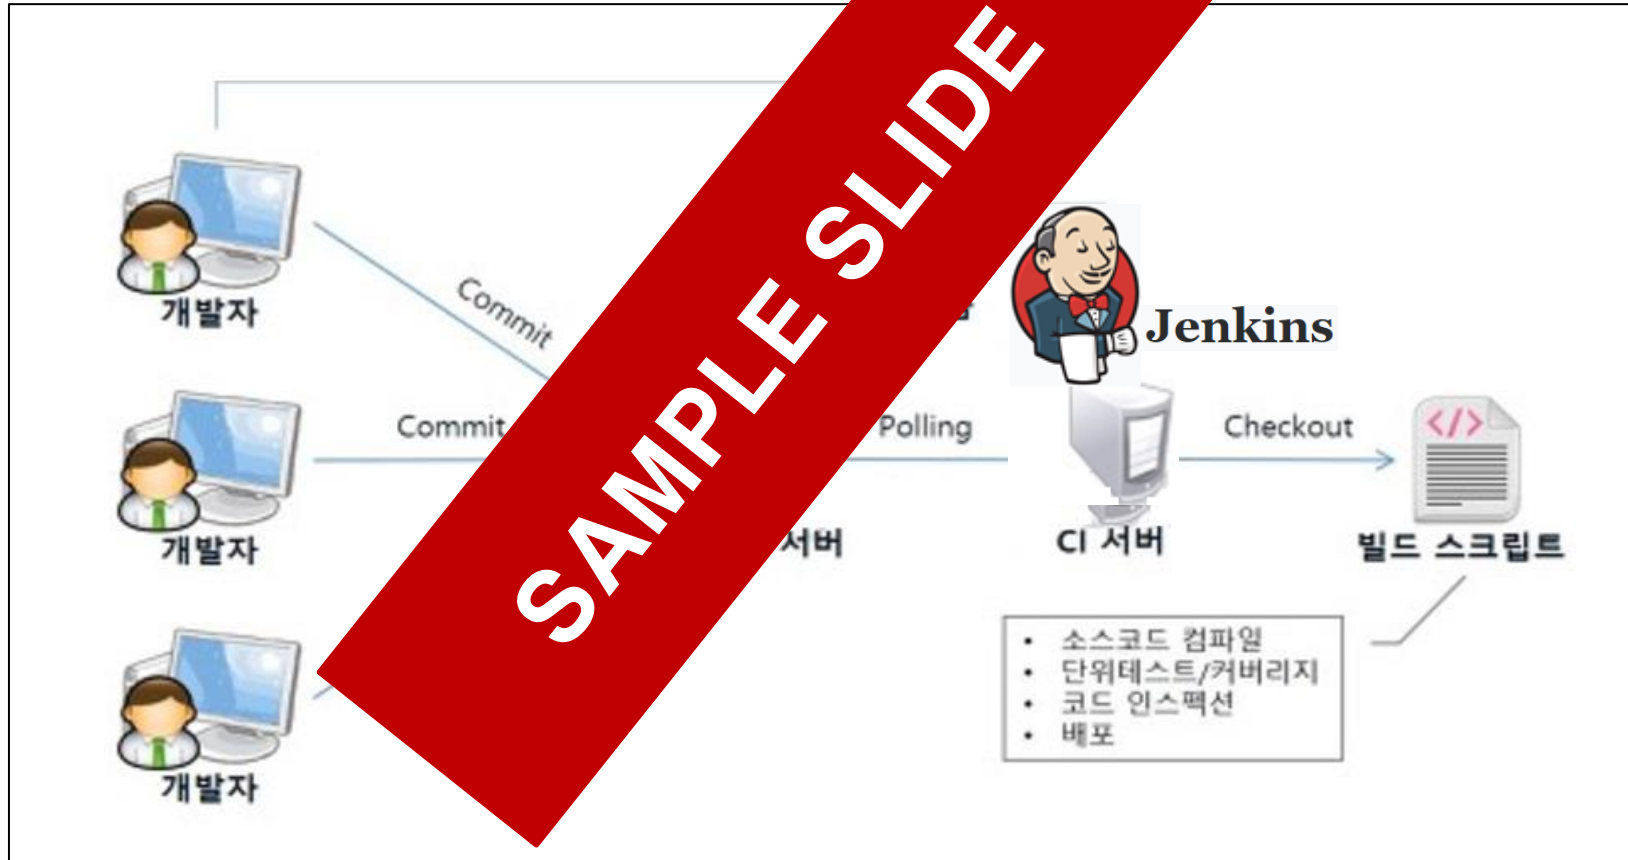 SAMPLE SLIDE
개발자
Commit
Jenkins
Commit
Polling
Checkout
</>
개발자
서버
CI 서버
빌드 스크립트
• 소스코드 컴파일
• 단위테스트/커버리지
• 코드 인스펙션
• 배포
개발자